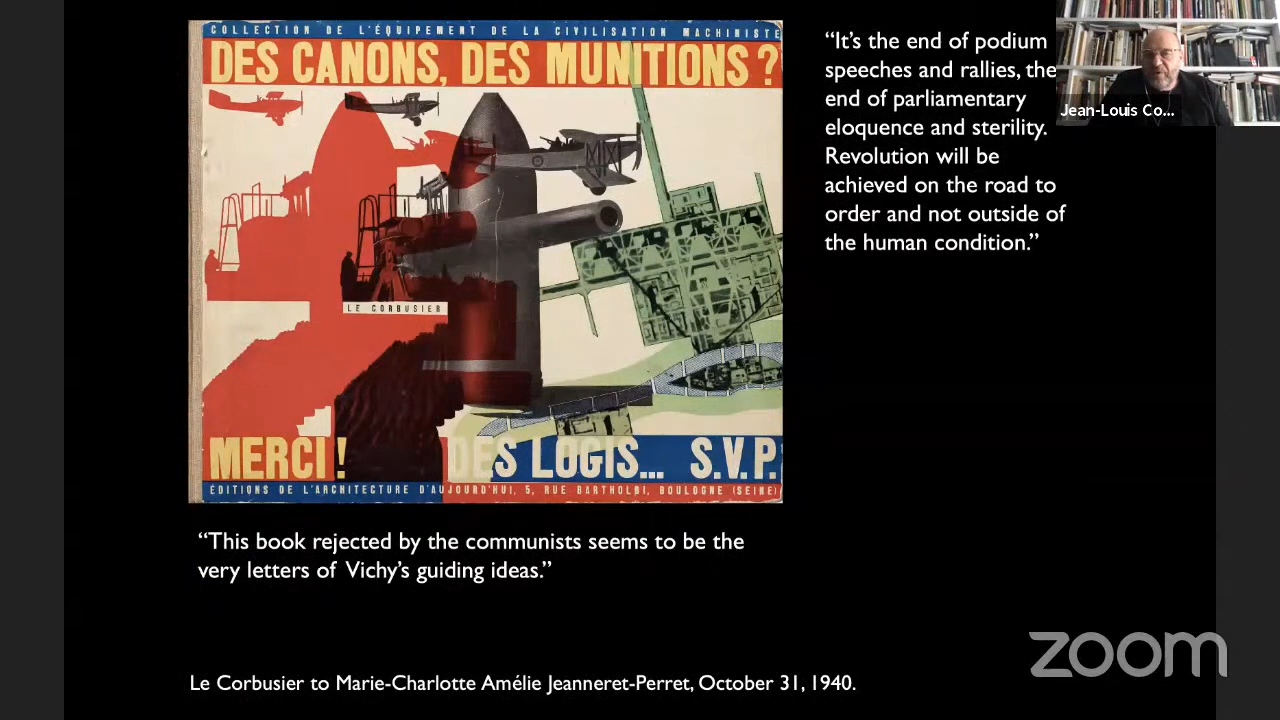 COLLECTION DE L'ÉQUIPEMENT DE LA CIVILISATION MACHINISTE
DES CANONS, DES MUNITIONS ?
LE CORBUSIER
MERCI ! DES LOGIS... S.V.P.
ÉDITIONS DE L'ARCHITECTURE D'AUJOURD'HUI, 5, RUE BARTHOLDI, BOULOGNE (SEINE)
“It’s the end of podium
speeches and rallies, the
end of parliamentary
eloquence and sterility.
Revolution will be
achieved on the road to
order and not outside of
the human condition.”
Jean-Louis Co...
“This book rejected by the communists seems to be the
very letters of Vichy’s guiding ideas.”
Le Corbusier to Marie-Charlotte Amélie Jeanneret-Perret, October 31, 1940.
zoom